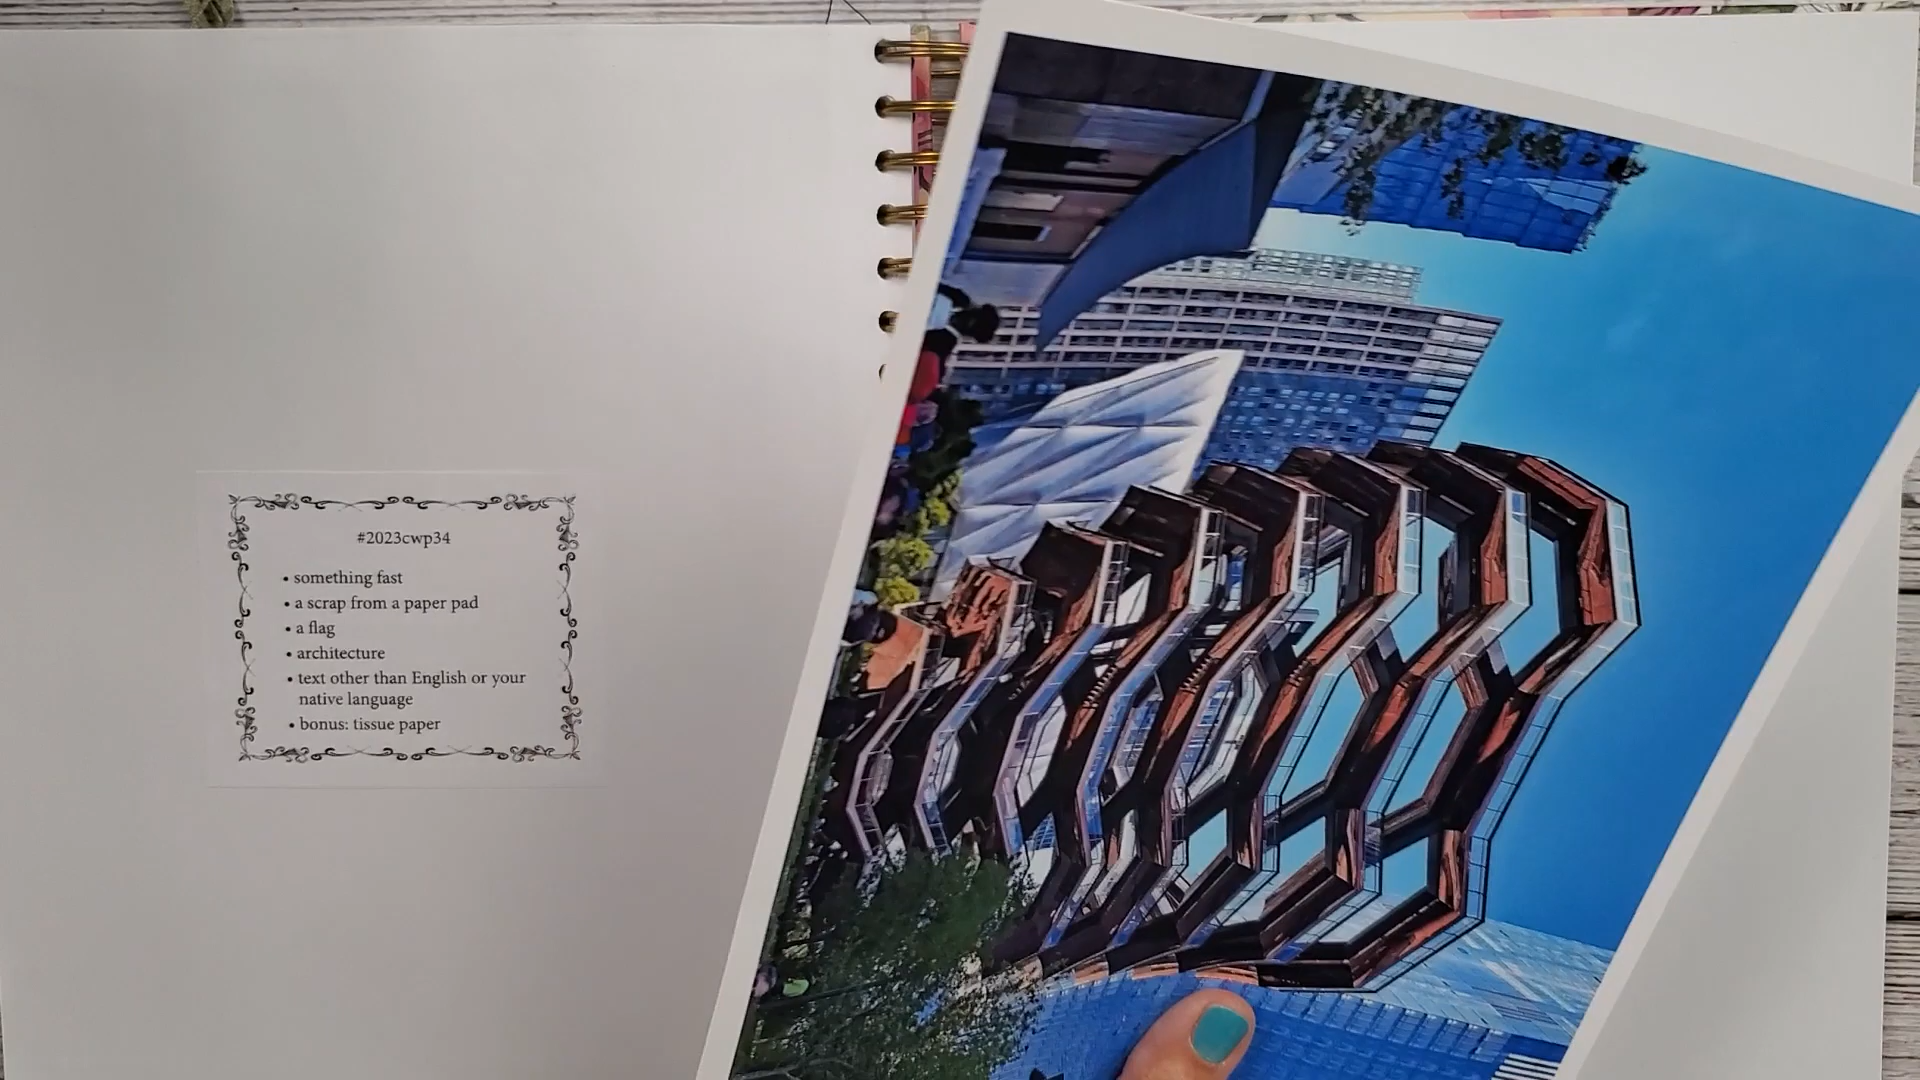 #2023cwp34
• something fast
• a scrap from a paper pad
• a flag
• architecture
• text other than English or your
native language
• bonus: tissue paper